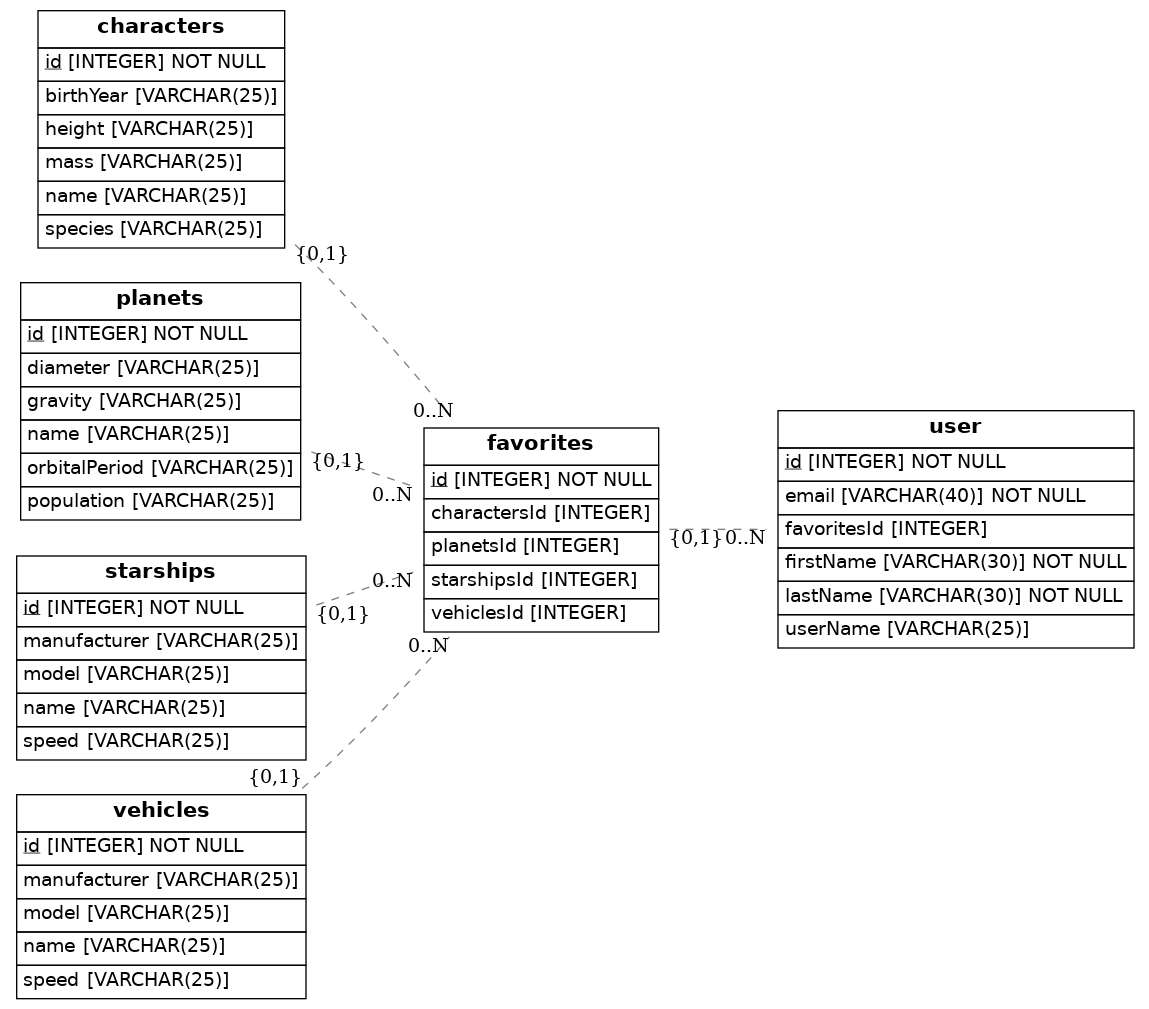 characters
id [INTEGER] NOT NULL
birthYear [VARCHAR(25)]
height [VARCHAR(25)]
mass [VARCHAR(25)]
name [VARCHAR(25)]
species [VARCHAR(25)]
{0,1}
0..N
planets
id [INTEGER] NOT NULL
diameter [VARCHAR(25)]
gravity [VARCHAR(25)]
name [VARCHAR(25)]
orbitalPeriod [VARCHAR(25)]
population [VARCHAR(25)]
{0,1}
0..N
starships
id [INTEGER] NOT NULL
manufacturer [VARCHAR(25)]
model [VARCHAR(25)]
name [VARCHAR(25)]
speed [VARCHAR(25)]
{0,1}
0..N
vehicles
id [INTEGER] NOT NULL
manufacturer [VARCHAR(25)]
model [VARCHAR(25)]
name [VARCHAR(25)]
speed [VARCHAR(25)]
{0,1}
0..N
favorites
id [INTEGER] NOT NULL
charactersId [INTEGER]
planetsId [INTEGER]
starshipsId [INTEGER]
vehiclesId [INTEGER]
{0,1}
0..N
user
id [INTEGER] NOT NULL
email [VARCHAR(40)] NOT NULL
favoritesId [INTEGER]
firstName [VARCHAR(30)] NOT NULL
lastName [VARCHAR(30)] NOT NULL
userName [VARCHAR(25)]